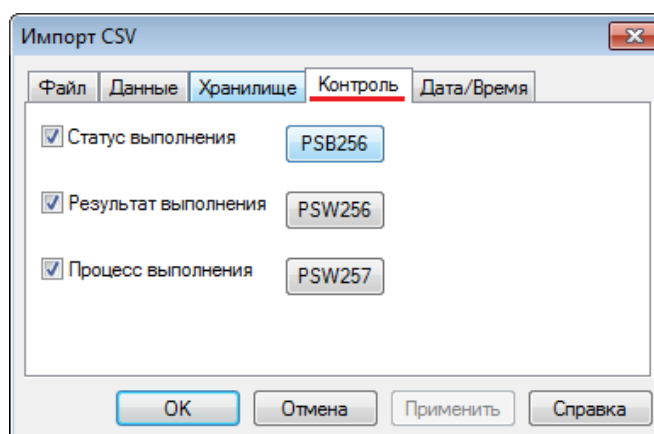 Импорт CSV
Файл Данные Хранилище Контроль Дата/Время
Статус выполнения PSB256
Результат выполнения PSW256
Процесс выполнения PSW257
OK Отмена Применить Справка